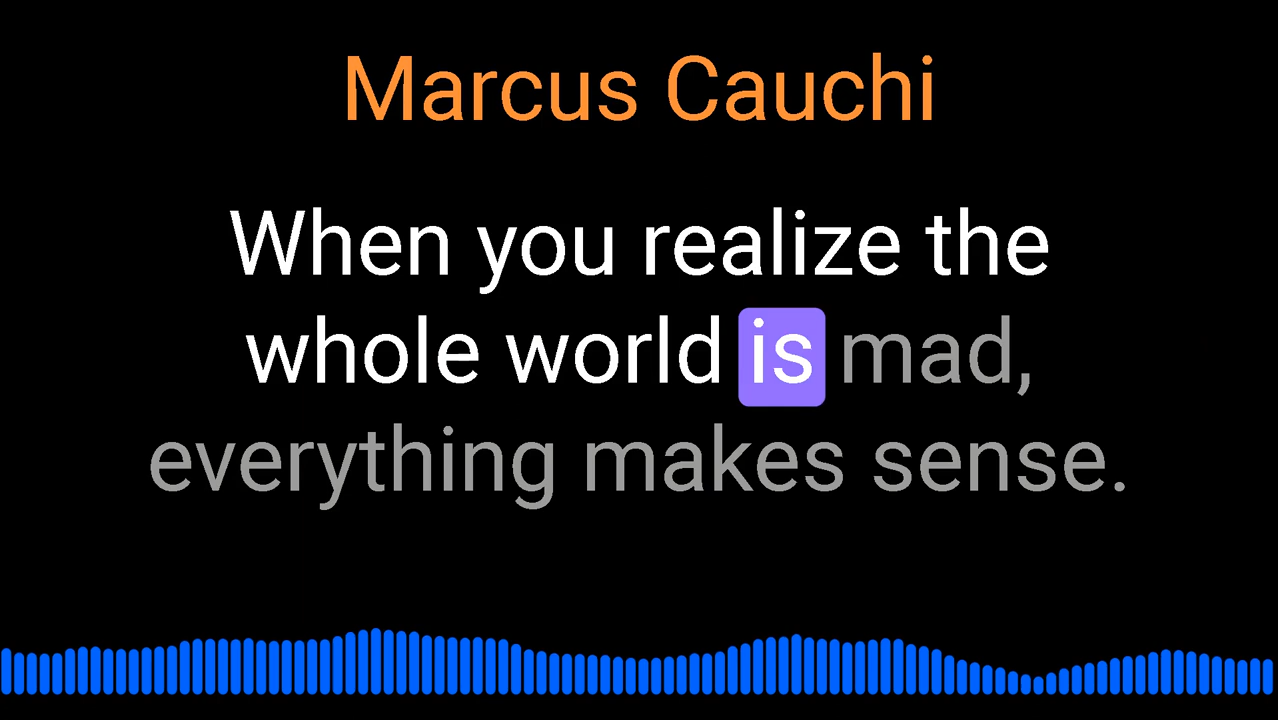 Marcus Cauchi
When you realize the
whole world is mad,
everything makes sense.